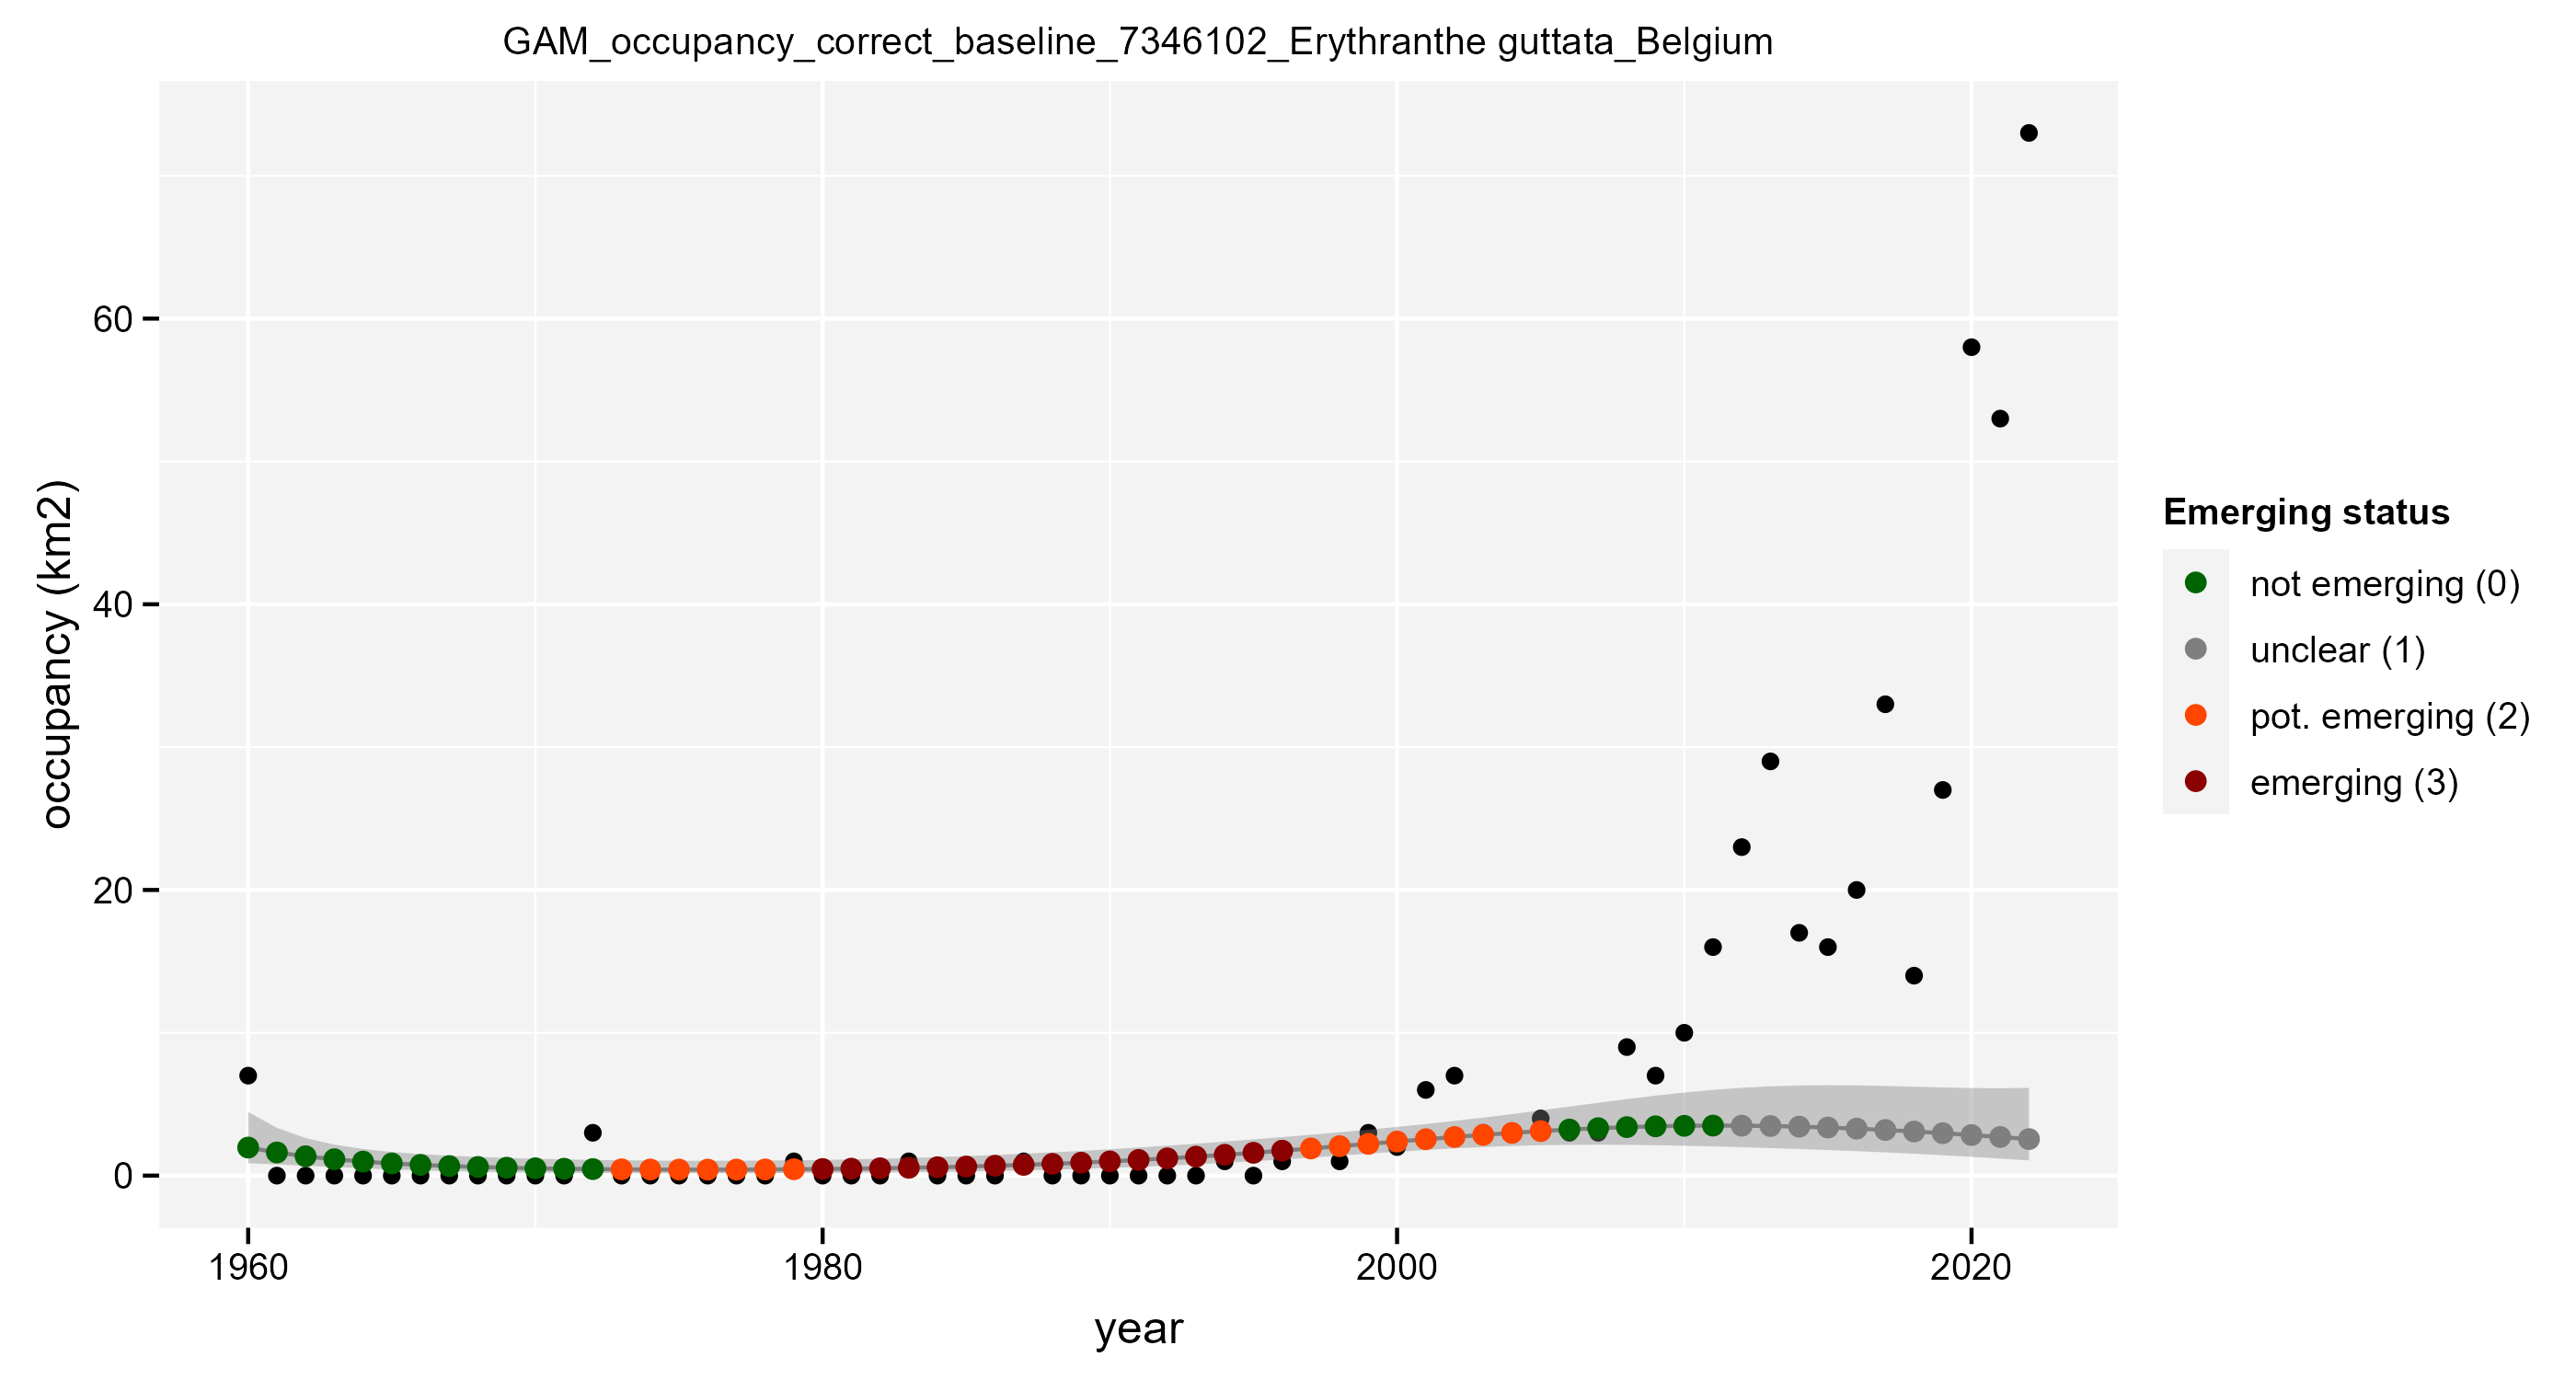 GAM_occupancy_correct_baseline_7346102_Erythranthe guttata_Belgium
occupancy (km2)
60
40
20
0
1960
1980
2000
2020
year
Emerging status
not emerging (0)
unclear (1)
pot. emerging (2)
emerging (3)